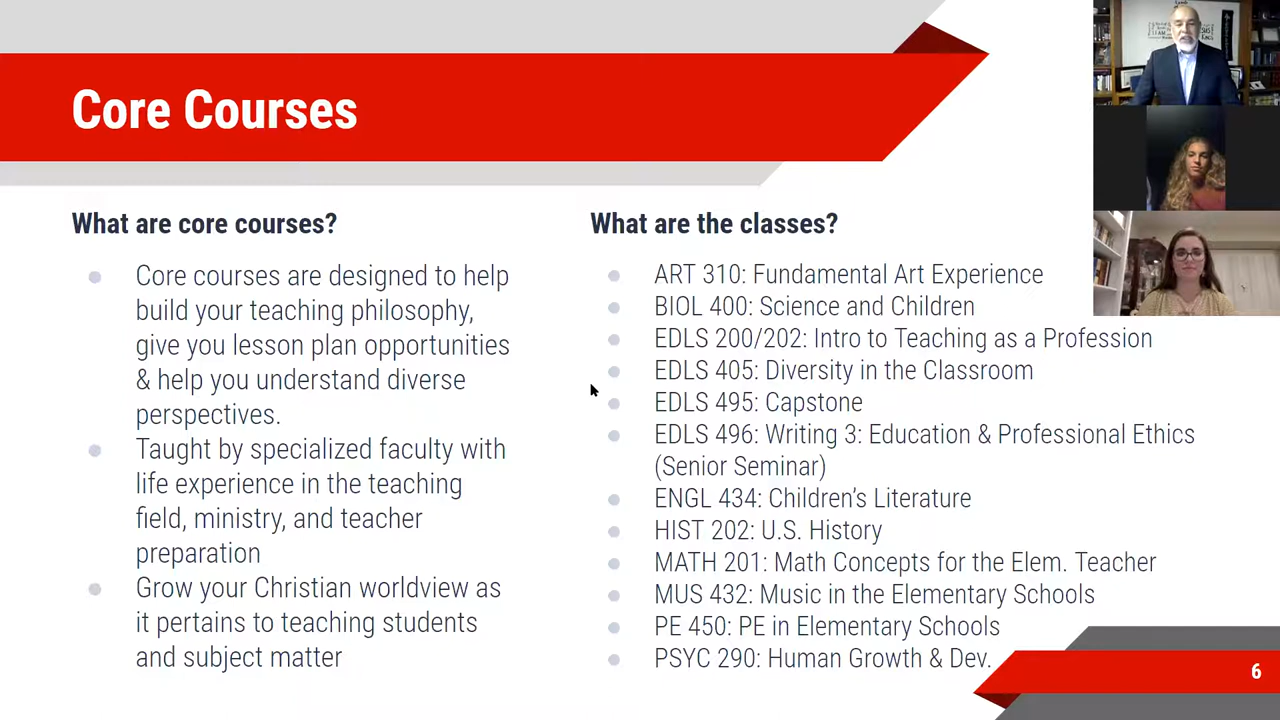 Core Courses
What are core courses?
Core courses are designed to help
build your teaching philosophy,
give you lesson plan opportunities
& help you understand diverse
perspectives.
Taught by specialized faculty with
life experience in the teaching
field, ministry, and teacher
preparation
Grow your Christian worldview as
it pertains to teaching students
and subject matter
What are the classes?
ART 310: Fundamental Art Experience
BIOL 400: Science and Children
EDLS 200/202: Intro to Teaching as a Profession
EDLS 405: Diversity in the Classroom
EDLS 495: Capstone
EDLS 496: Writing 3: Education & Professional Ethics
(Senior Seminar)
ENGL 434: Children’s Literature
HIST 202: U.S. History
MATH 201: Math Concepts for the Elem. Teacher
MUS 432: Music in the Elementary Schools
PE 450: PE in Elementary Schools
PSYC 290: Human Growth & Dev.
6
I AM